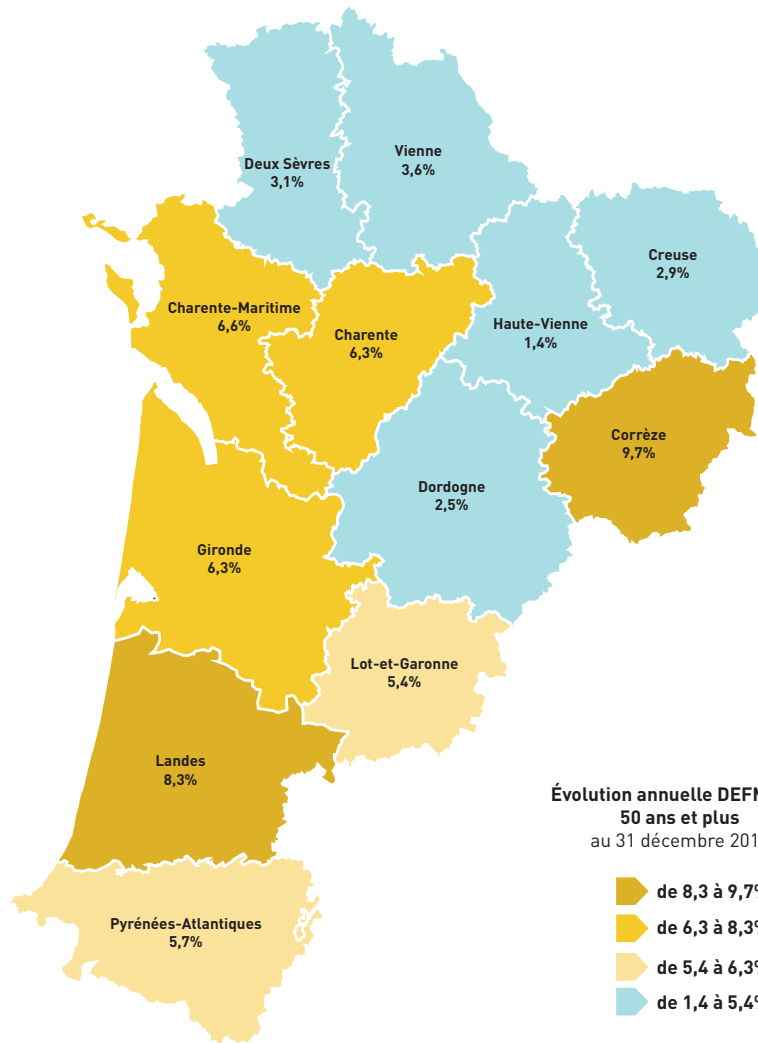 Deux Sèvres
3,1%
Vienne
3,6%
Creuse
2,9%
Charente-Maritime
6,6%
Charente
6,3%
Haute-Vienne
1,4%
Corrèze
9,7%
Dordogne
2,5%
Gironde
6,3%
Lot-et-Garonne
5,4%
Landes
8,3%
Pyrénées-Atlantiques
5,7%
Évolution annuelle
50 ans et plus
au 31 décembre
de 8,3 à 9,7%
de 6,3 à 8,3%
de 5,4 à 6,3%
de 1,4 à 5,4%